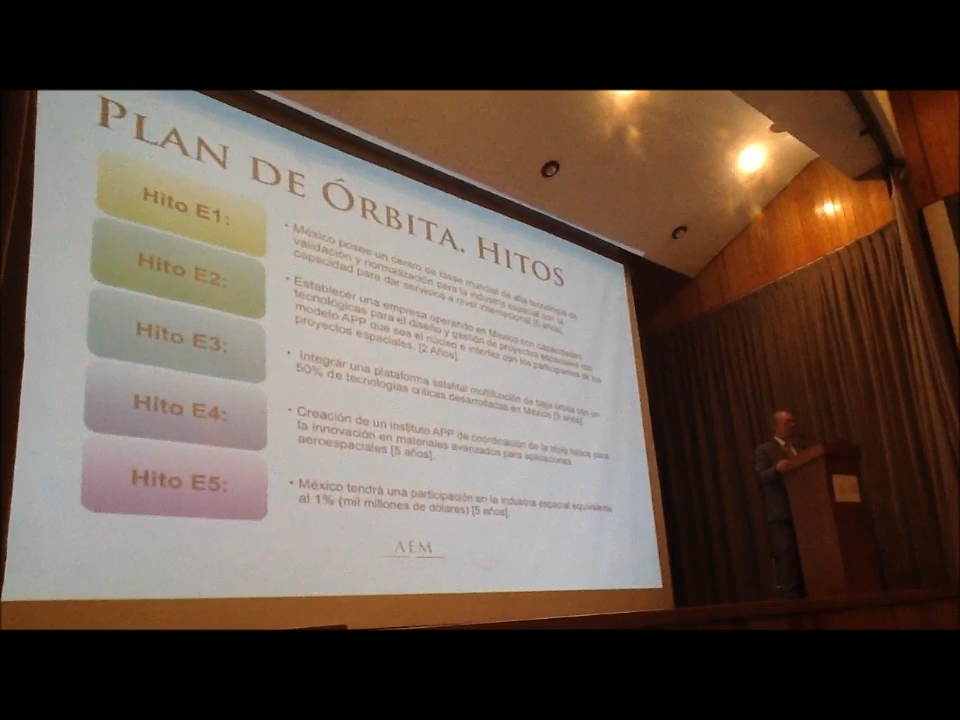 PLAN DE ÓRBITA. HITOS
Hito E1:
• México posee un centro de clase mundial de alta tecnología de
validación y normalización para la industria espacial con la
capacidad para dar servicios a nivel internacional [5 años].
Hito E2:
• Establecer una empresa operando en México con capacidades
tecnológicas para el diseño y gestión de proyectos espaciales con
modelo APP que sea el núcleo e interfaz con los participantes de los
proyectos espaciales. [2 Años].
Hito E3:
• Integrar una plataforma satelital multifunción de baja órbita con un
50% de tecnologías críticas desarrolladas en México [5 años].
Hito E4:
• Creación de un instituto APP de coordinación de la triple hélice para
la innovación en materiales avanzados para aplicaciones
aeroespaciales [5 años].
Hito E5:
• México tendrá una participación en la industria espacial equivalente
al 1% (mil millones de dólares) [5 años].
AEM